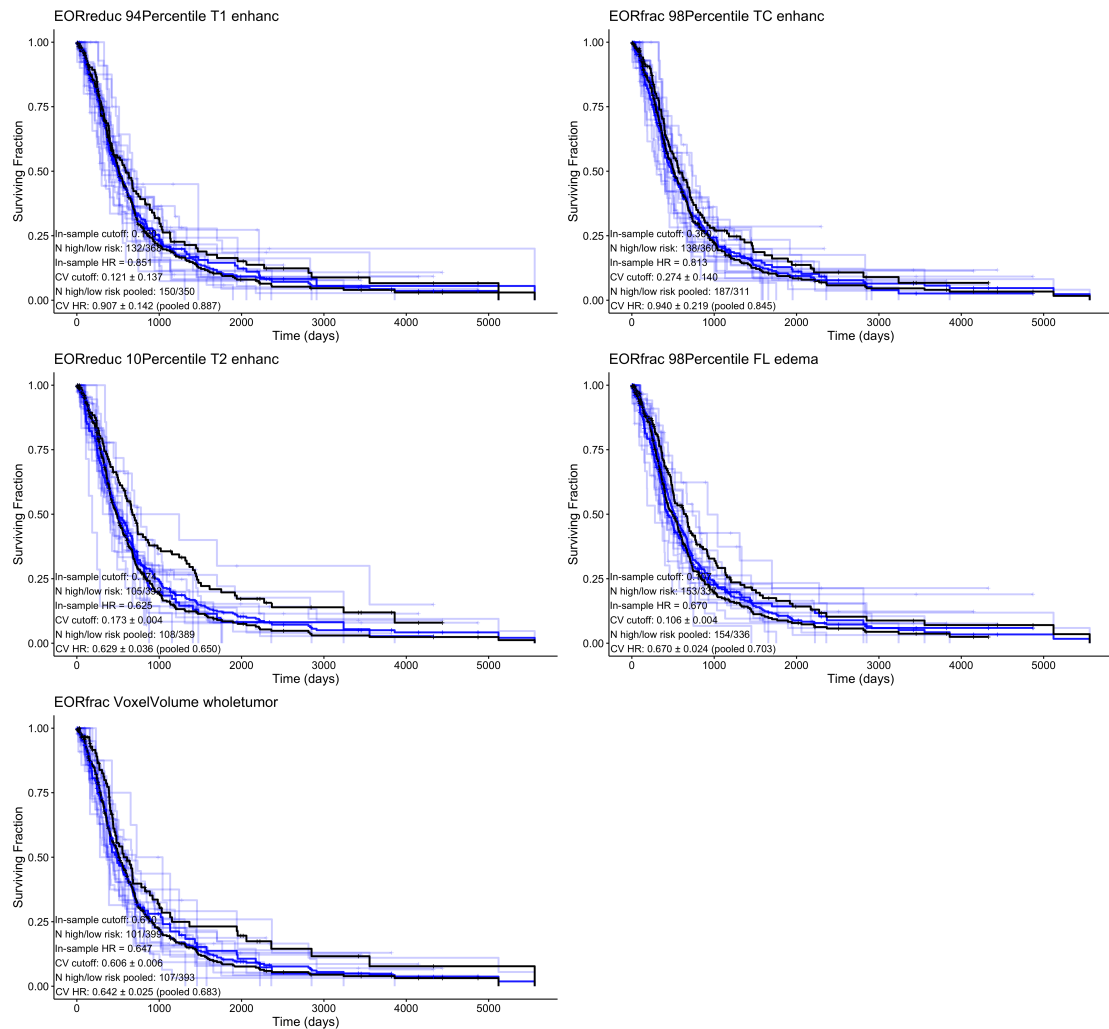 EORreduc 94Percentile T1 enhanc
Surviving Fraction
1.00
0.75
0.50
0.25
0.00
In-sample cutoff:
N high/low risk:
In-sample HR = 0.851
CV cutoff: 0.121 ± 0.137
N high/low risk pooled: 150/350
CV HR: 0.907 ± 0.142 (pooled 0.887)
0 1000 2000 3000 4000 5000
Time (days)
EORfrac 98Percentile TC enhanc
Surviving Fraction
1.00
0.75
0.50
0.25
0.00
In-sample cutoff:
N high/low risk:
In-sample HR = 0.813
CV cutoff: 0.274 ± 0.140
N high/low risk pooled: 187/311
CV HR: 0.940 ± 0.219 (pooled 0.845)
0 1000 2000 3000 4000 5000
Time (days)
EORreduc 10Percentile T2 enhanc
Surviving Fraction
1.00
0.75
0.50
0.25
0.00
In-sample cutoff:
N high/low risk:
In-sample HR = 0.625
CV cutoff: 0.173 ± 0.004
N high/low risk pooled: 108/389
CV HR: 0.629 ± 0.036 (pooled 0.650)
0 1000 2000 3000 4000 5000
Time (days)
EORfrac 98Percentile FL edema
Surviving Fraction
1.00
0.75
0.50
0.25
0.00
In-sample cutoff:
N high/low risk:
In-sample HR = 0.670
CV cutoff: 0.106 ± 0.004
N high/low risk pooled: 154/336
CV HR: 0.670 ± 0.024 (pooled 0.703)
0 1000 2000 3000 4000 5000
Time (days)
EORfrac VoxelVolume wholetumor
Surviving Fraction
1.00
0.75
0.50
0.25
0.00
In-sample cutoff:
N high/low risk: 101/399
In-sample HR = 0.647
CV cutoff: 0.606 ± 0.006
N high/low risk pooled: 107/393
CV HR: 0.642 ± 0.025 (pooled 0.683)
0 1000 2000 3000 4000 5000
Time (days)